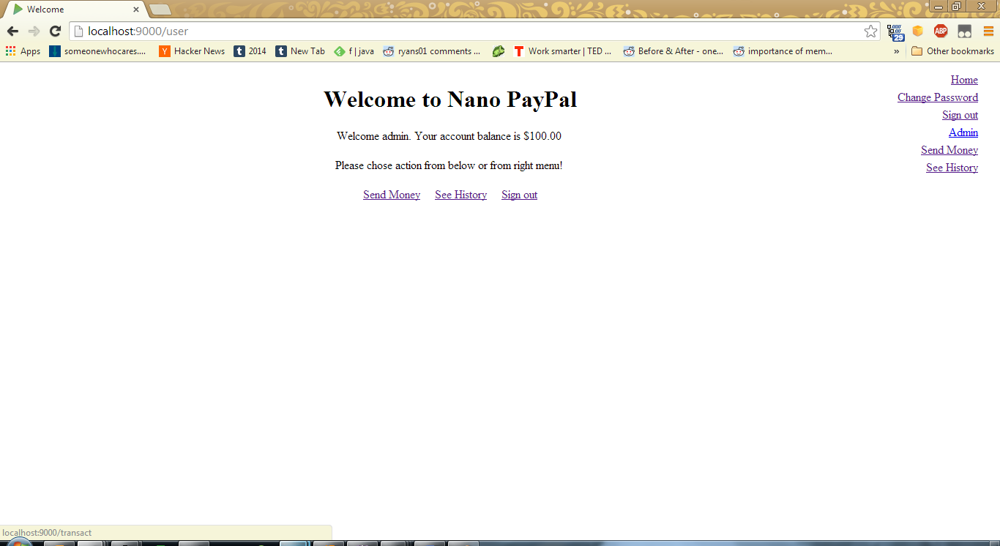 Welcome
localhost:9000/user
Apps someonewhocares.... Y Hacker News t 2014 t New Tab f | java ryans01 comments ... T Work smarter | TED ... Before & After - one... importance of mem... » Other bookmarks
29
ABP
Home
Change Password
Sign out
Admin
Send Money
See History
Welcome to Nano PayPal
Welcome admin. Your account balance is $100.00
Please chose action from below or from right menu!
Send Money See History Sign out
localhost:9000/transact